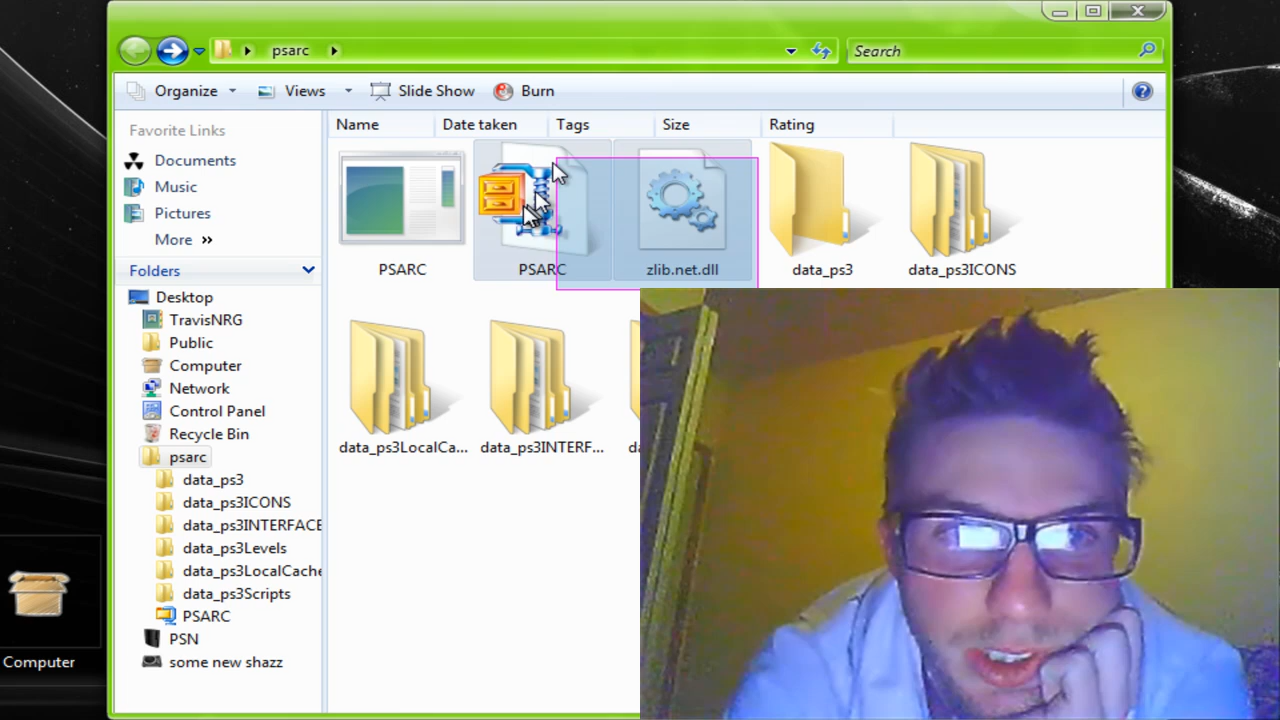 psarc
Search
Organize
Views
Slide Show
Burn
Favorite Links
Documents
Music
Pictures
More »
Folders
Desktop
TravisNRG
Public
Computer
Network
Control Panel
Recycle Bin
psarc
data_ps3
data_ps3ICONS
data_ps3INTERFACE
data_ps3Levels
data_ps3LocalCache
data_ps3Scripts
PSARC
PSN
some new shazz
Name Date taken Tags Size Rating
PSARC
PSARC
zlib.net.dll
data_ps3
data_ps3ICONS
data_ps3LocalCa...
data_ps3INTERF...
Computer